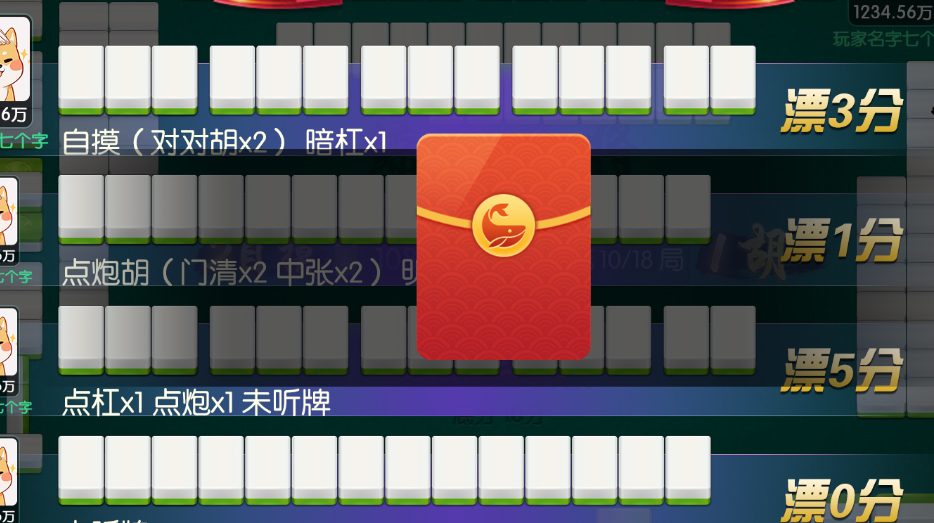 1234.56万
玩家名字七个
6万
七个字
漂3分
自摸（对对胡x2） 暗杠x1
万
七个字
漂1分
点炮胡（门清x2 中张x2）
10/18 局
胡
万
七个字
漂5分
点杠x1 点炮x1 未听牌
万
漂0分